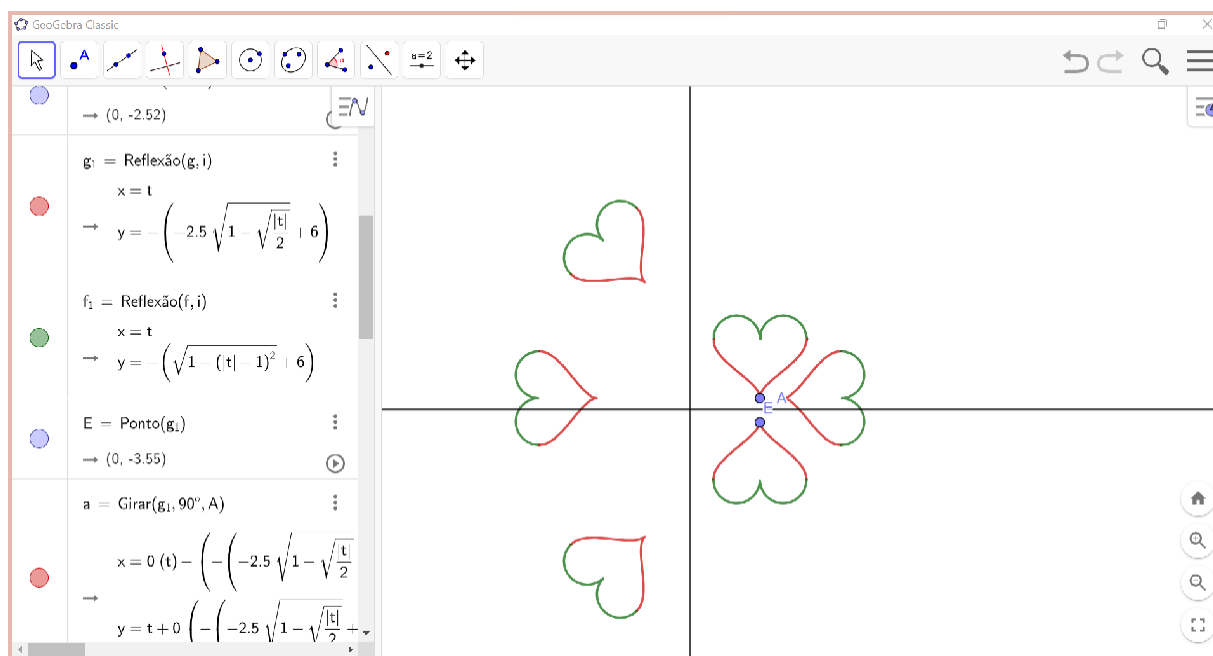 GeoGebra Classic
A
a=2
→ (0, -2.52)
g₁ = Reflexão(g, i)
x = t
→ y = -(-2.5 √(1 - √(|t|/2)) + 6)
f₁ = Reflexão(f, i)
x = t
→ y = -(√(1 - (|t| - 1)²) + 6)
E = Ponto(g₁)
→ (0, -3.55)
a = Girar(g₁, 90°, A)
x = 0 (t) - (-(-2.5 √(1 - √(|t|/2
→ y = t + 0 (-(-2.5 √(1 - √(|t|/2)) +
A
E